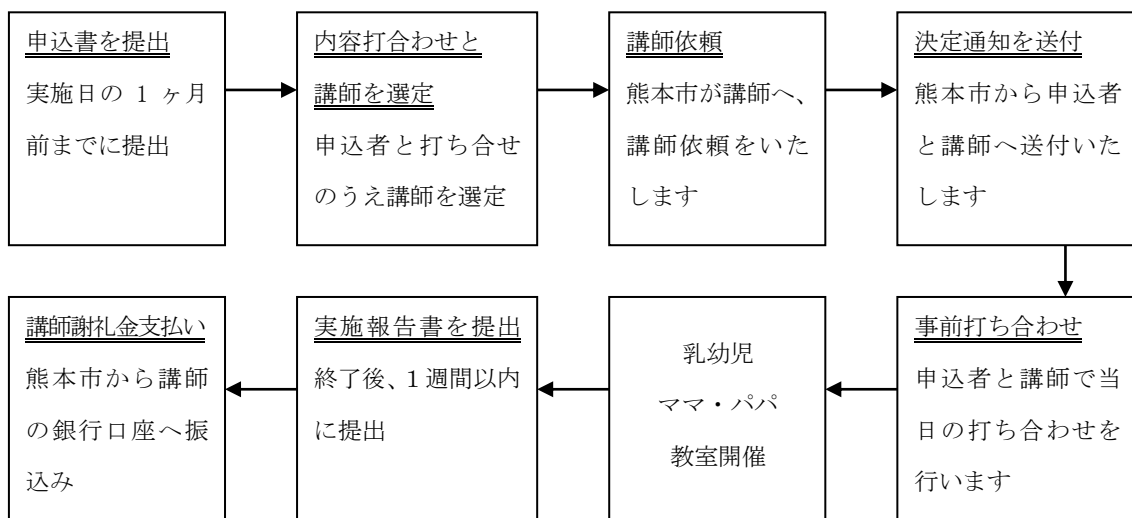 申込書を提出
実施日の 1 ヶ月
前までに提出
内容打合わせと
講師を選定
申込者と打ち合せ
のうえ講師を選定
講師依頼
熊本市が講師へ、
講師依頼をいた
します
決定通知を送付
熊本市から申込者
と講師へ送付いた
します
事前打ち合わせ
申込者と講師で当
日の打ち合わせを
行います
乳幼児
ママ・パパ
教室開催
実施報告書を提出
終了後、1 週間以内
に提出
講師謝礼金支払い
熊本市から講師
の銀行口座へ振
込み